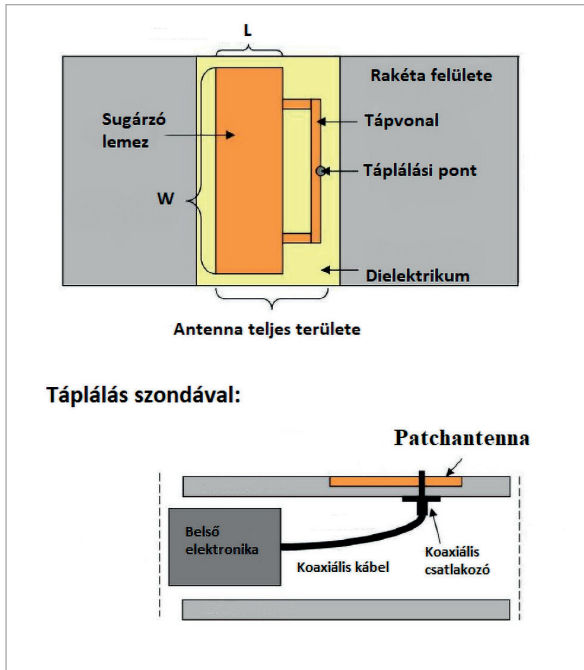 L
Rakéta felülete
Sugárzó
lemez
Tápvonal
Táplálási pont
W
Dielektrikum
Antenna teljes területe
Táplálás szondával:
Patchantenna
Belső
elektronika
Koaxiális kábel
Koaxiális
csatlakozó